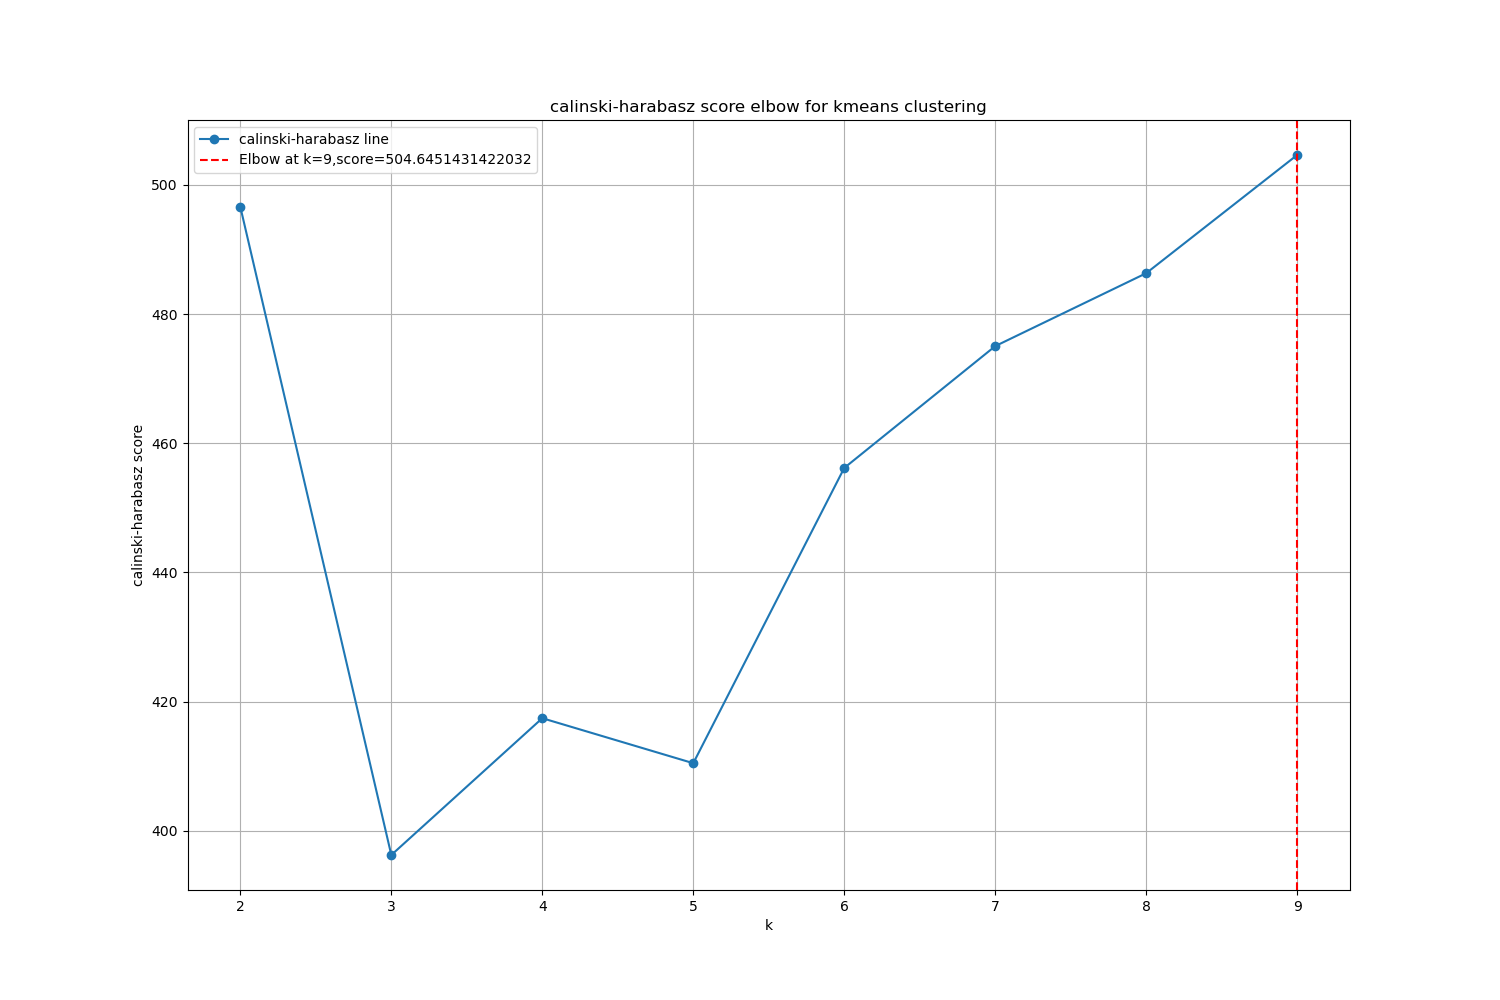 calinski-harabasz score elbow for kmeans clustering
calinski-harabasz line
Elbow at k=9,score=504.6451431422032
500
480
460
440
420
400
calinski-harabasz score
2 3 4 5 6 7 8 9
k